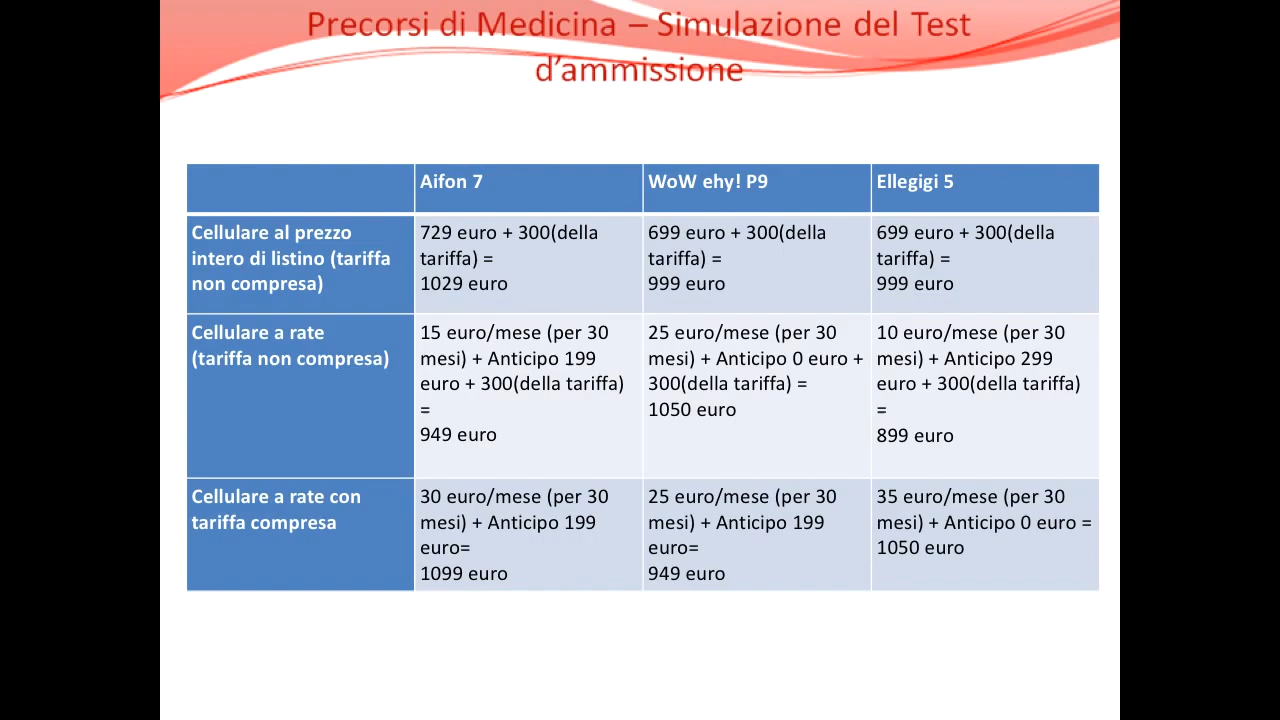 Precorsi di Medicina – Simulazione del Test
d’ammissione
Aifon 7
WoW ehy! P9
Ellegigi 5
Cellulare al prezzo
intero di listino (tariffa
non compresa)
729 euro + 300(della
tariffa) =
1029 euro
699 euro + 300(della
tariffa) =
999 euro
699 euro + 300(della
tariffa) =
999 euro
Cellulare a rate
(tariffa non compresa)
15 euro/mese (per 30
mesi) + Anticipo 199
euro + 300(della tariffa)
=
949 euro
25 euro/mese (per 30
mesi) + Anticipo 0 euro +
300(della tariffa) =
1050 euro
10 euro/mese (per 30
mesi) + Anticipo 299
euro + 300(della tariffa)
=
899 euro
Cellulare a rate con
tariffa compresa
30 euro/mese (per 30
mesi) + Anticipo 199
euro=
1099 euro
25 euro/mese (per 30
mesi) + Anticipo 199
euro=
949 euro
35 euro/mese (per 30
mesi) + Anticipo 0 euro =
1050 euro